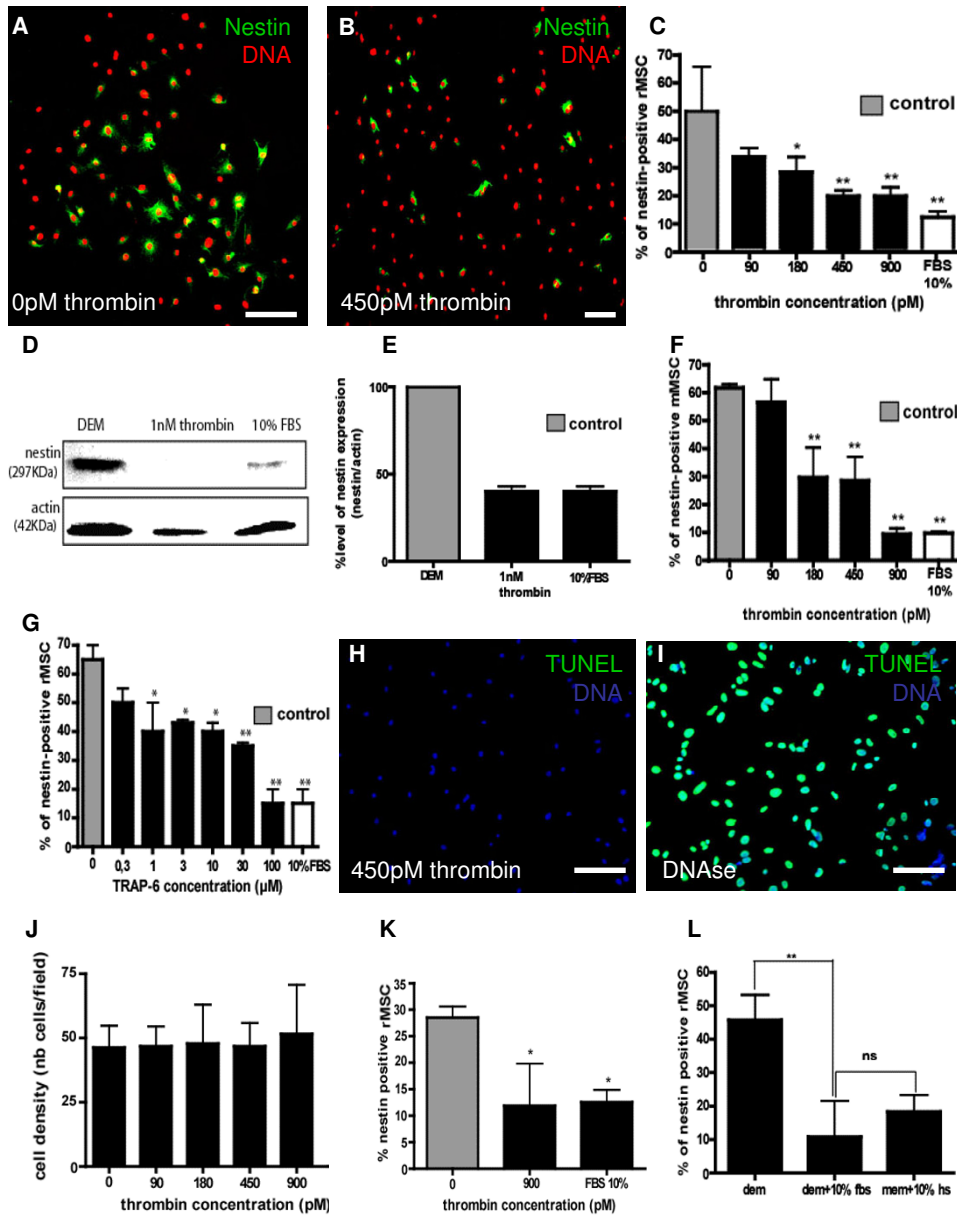 A
Nestin
DNA
0pM thrombin
B
Nestin
DNA
450pM thrombin
C
% of nestin-positive rMSC
70
60
50
40
30
20
10
0
control
*
**
**
**
0 90 180 450 900 FBS
10%
thrombin concentration (pM)
D
DEM 1nM thrombin 10% FBS
nestin
(297KDa)
actin
(42KDa)
E
%level of nestin expression
(nestin/actin)
100
50
0
control
DEM 1nM 10%FBS
thrombin
F
% of nestin-positive mMSC
70
60
50
40
30
20
10
0
control
**
**
**
**
0 90 180 450 900 FBS
10%
thrombin concentration (pM)
G
% of nestin-positive rMSC
70
60
50
40
30
20
10
0
control
*
*
*
**
**
**
0 0,3 1 3 10 30 100 10%FBS
TRAP-6 concentration (µM)
H
TUNEL
DNA
450pM thrombin
I
TUNEL
DNA
DNAse
J
cell density (nb cells/field)
75
50
25
0
0 90 180 450 900
thrombin concentration (pM)
K
% nestin positive rMSC
35
30
25
20
15
10
5
0
*
*
0 900 FBS 10%
thrombin concentration (pM)
L
% of nestin positive rMSC
60
50
40
30
20
10
0
**
ns
dem dem+10% fbs mem+10% hs